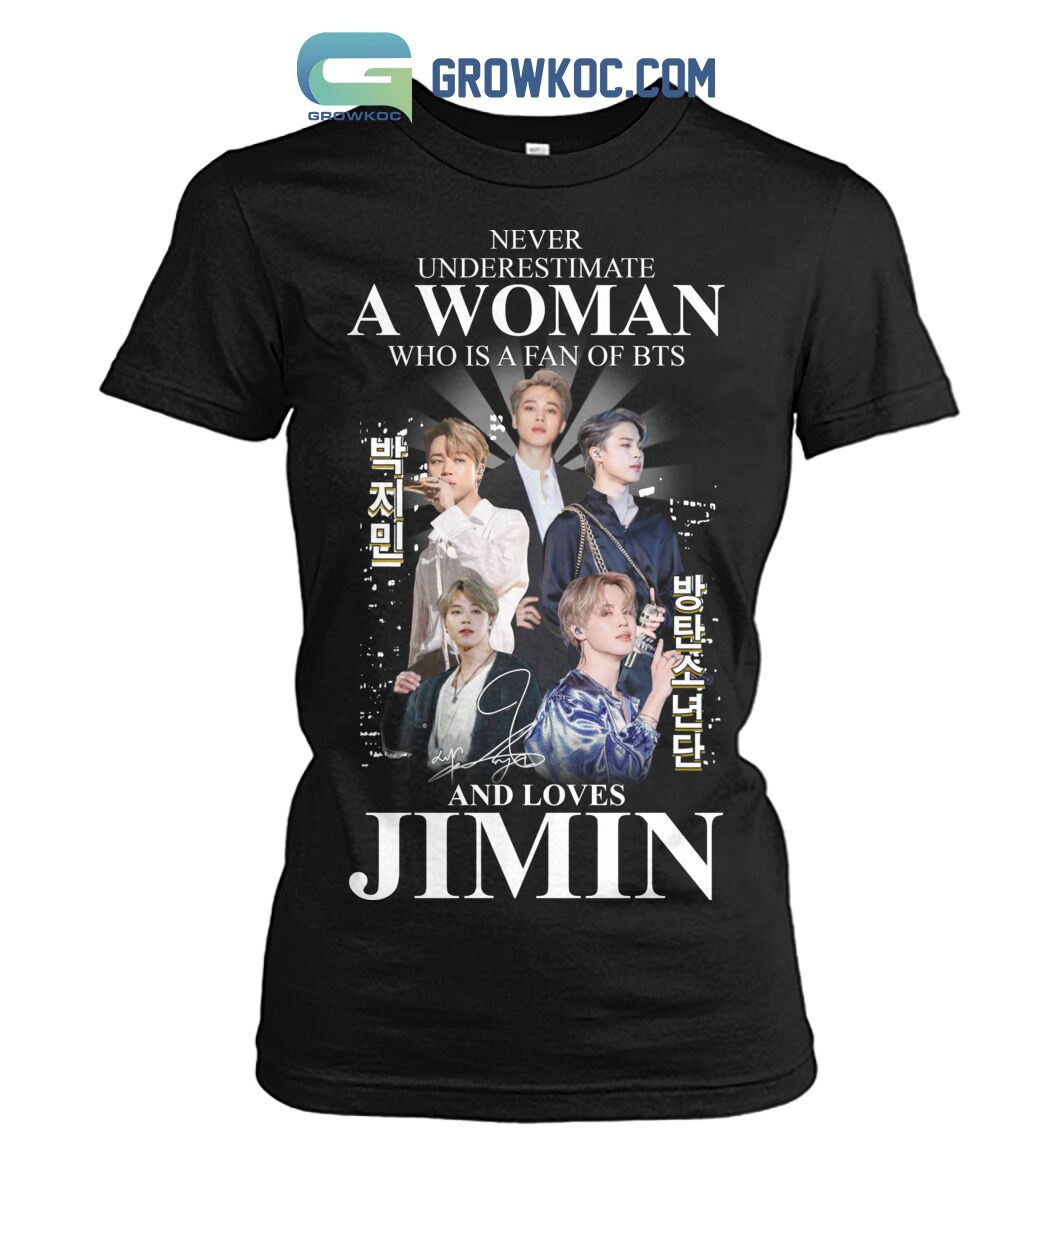 GROWKOC.COM
GROWKOC
NEVER
UNDERESTIMATE
A WOMAN
WHO IS A FAN OF BTS
박지민
방탄소년단
AND LOVES
JIMIN